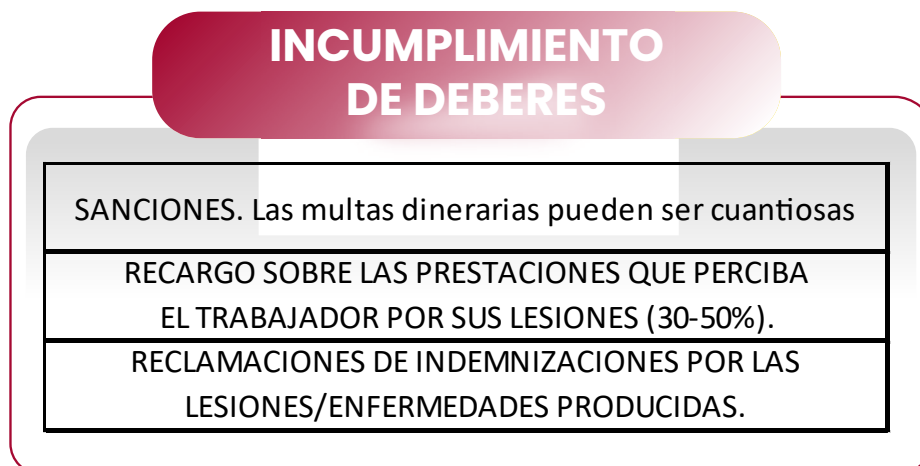 INCUMPLIMIENTO
DE DEBERES
SANCIONES. Las multas dinerarias pueden ser cuantiosas
RECARGO SOBRE LAS PRESTACIONES QUE PERCIBA
EL TRABAJADOR POR SUS LESIONES (30-50%).
RECLAMACIONES DE INDEMNIZACIONES POR LAS
LESIONES/ENFERMEDADES PRODUCIDAS.